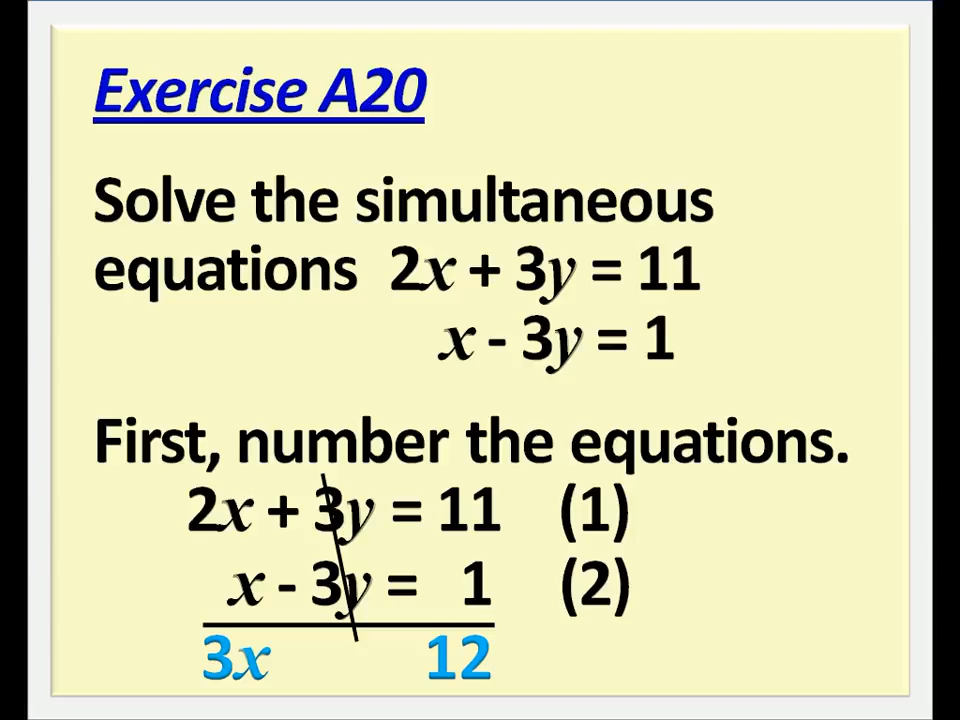 Exercise A20
Solve the simultaneous
equations 2x + 3y = 11
x - 3y = 1
First, number the equations.
2x + 3y = 11 (1)
x - 3y = 1 (2)
3x 12